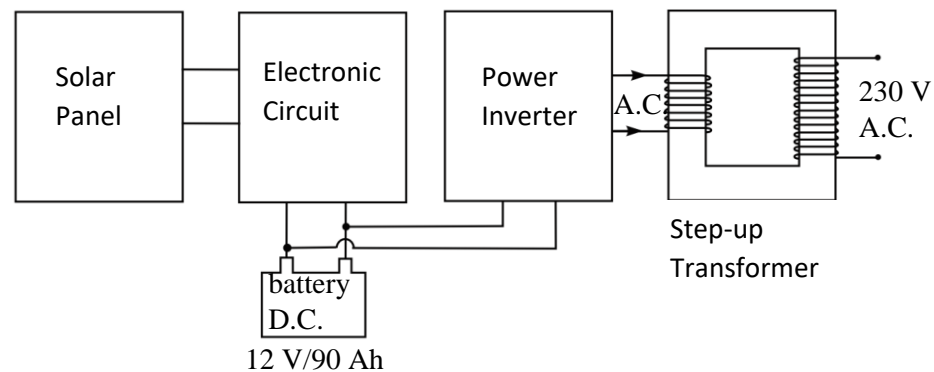 Solar
Panel
Electronic
Circuit
Power
Inverter
A.C.
230 V
A.C.
Step-up
Transformer
battery
D.C.
12 V/90 Ah